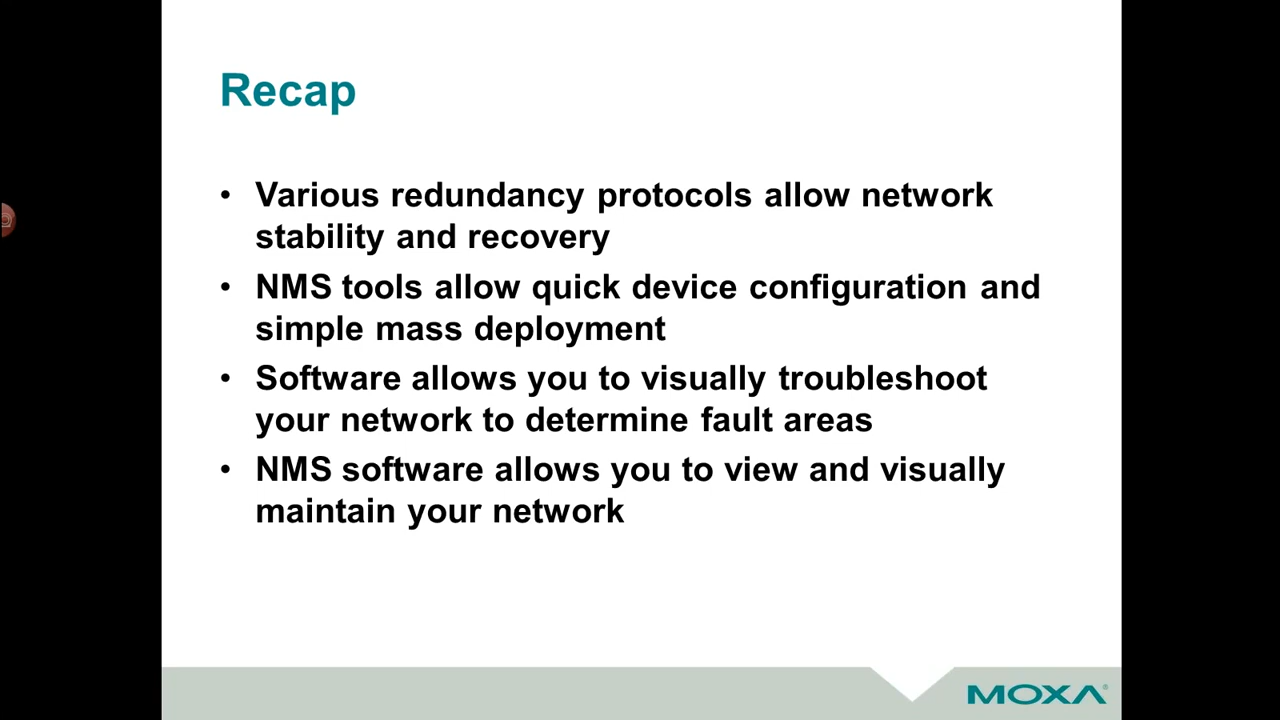 Recap
• Various redundancy protocols allow network
stability and recovery
• NMS tools allow quick device configuration and
simple mass deployment
• Software allows you to visually troubleshoot
your network to determine fault areas
• NMS software allows you to view and visually
maintain your network
MOXA®